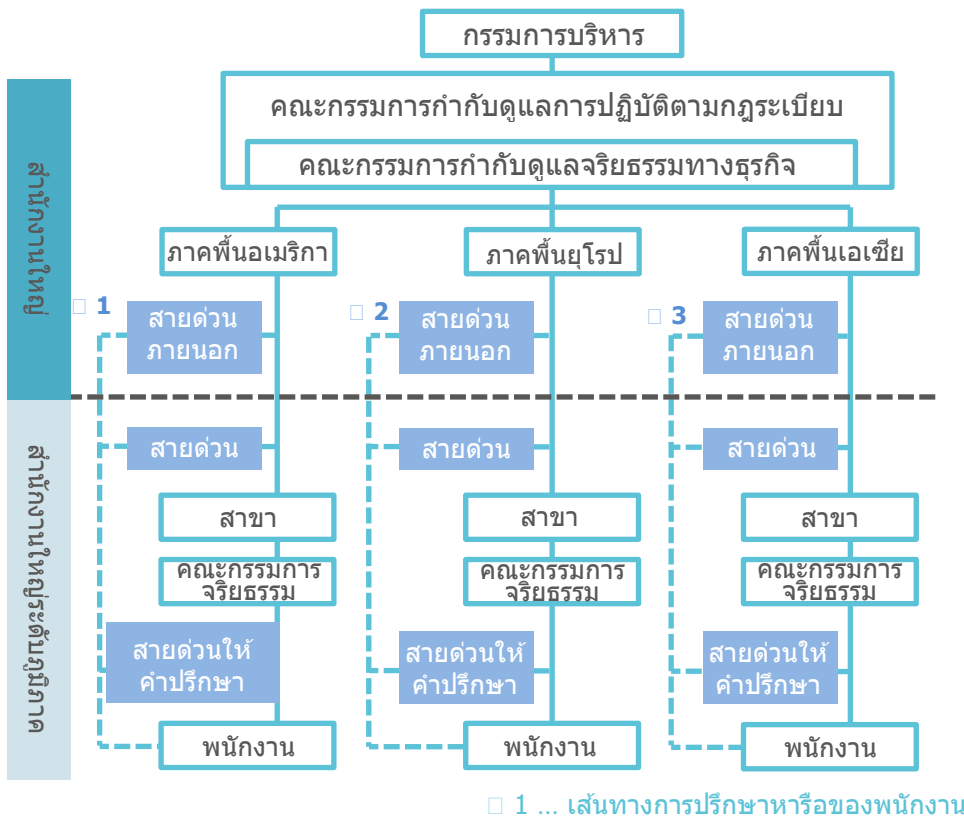 กรรมการบริหาร
คณะกรรมการกำกับดูแลการปฏิบัติตามกฎระเบียบ
คณะกรรมการกำกับดูแลจริยธรรมทางธุรกิจ
สำนักงานใหญ่
ภาคพื้นอเมริกา
ภาคพื้นยุโรป
ภาคพื้นเอเซีย
□ 1
สายด่วน
ภายนอก
□ 2
สายด่วน
ภายนอก
□ 3
สายด่วน
ภายนอก
สำนักงานใหญ่ระดับภูมิภาค
สายด่วน
สายด่วน
สายด่วน
สาขา
สาขา
สาขา
คณะกรรมการ
จริยธรรม
คณะกรรมการ
จริยธรรม
คณะกรรมการ
จริยธรรม
สายด่วนให้
คำปรึกษา
สายด่วนให้
คำปรึกษา
สายด่วนให้
คำปรึกษา
พนักงาน
พนักงาน
พนักงาน
□ 1 ... เส้นทางการปรึกษาหารือของพนักงาน